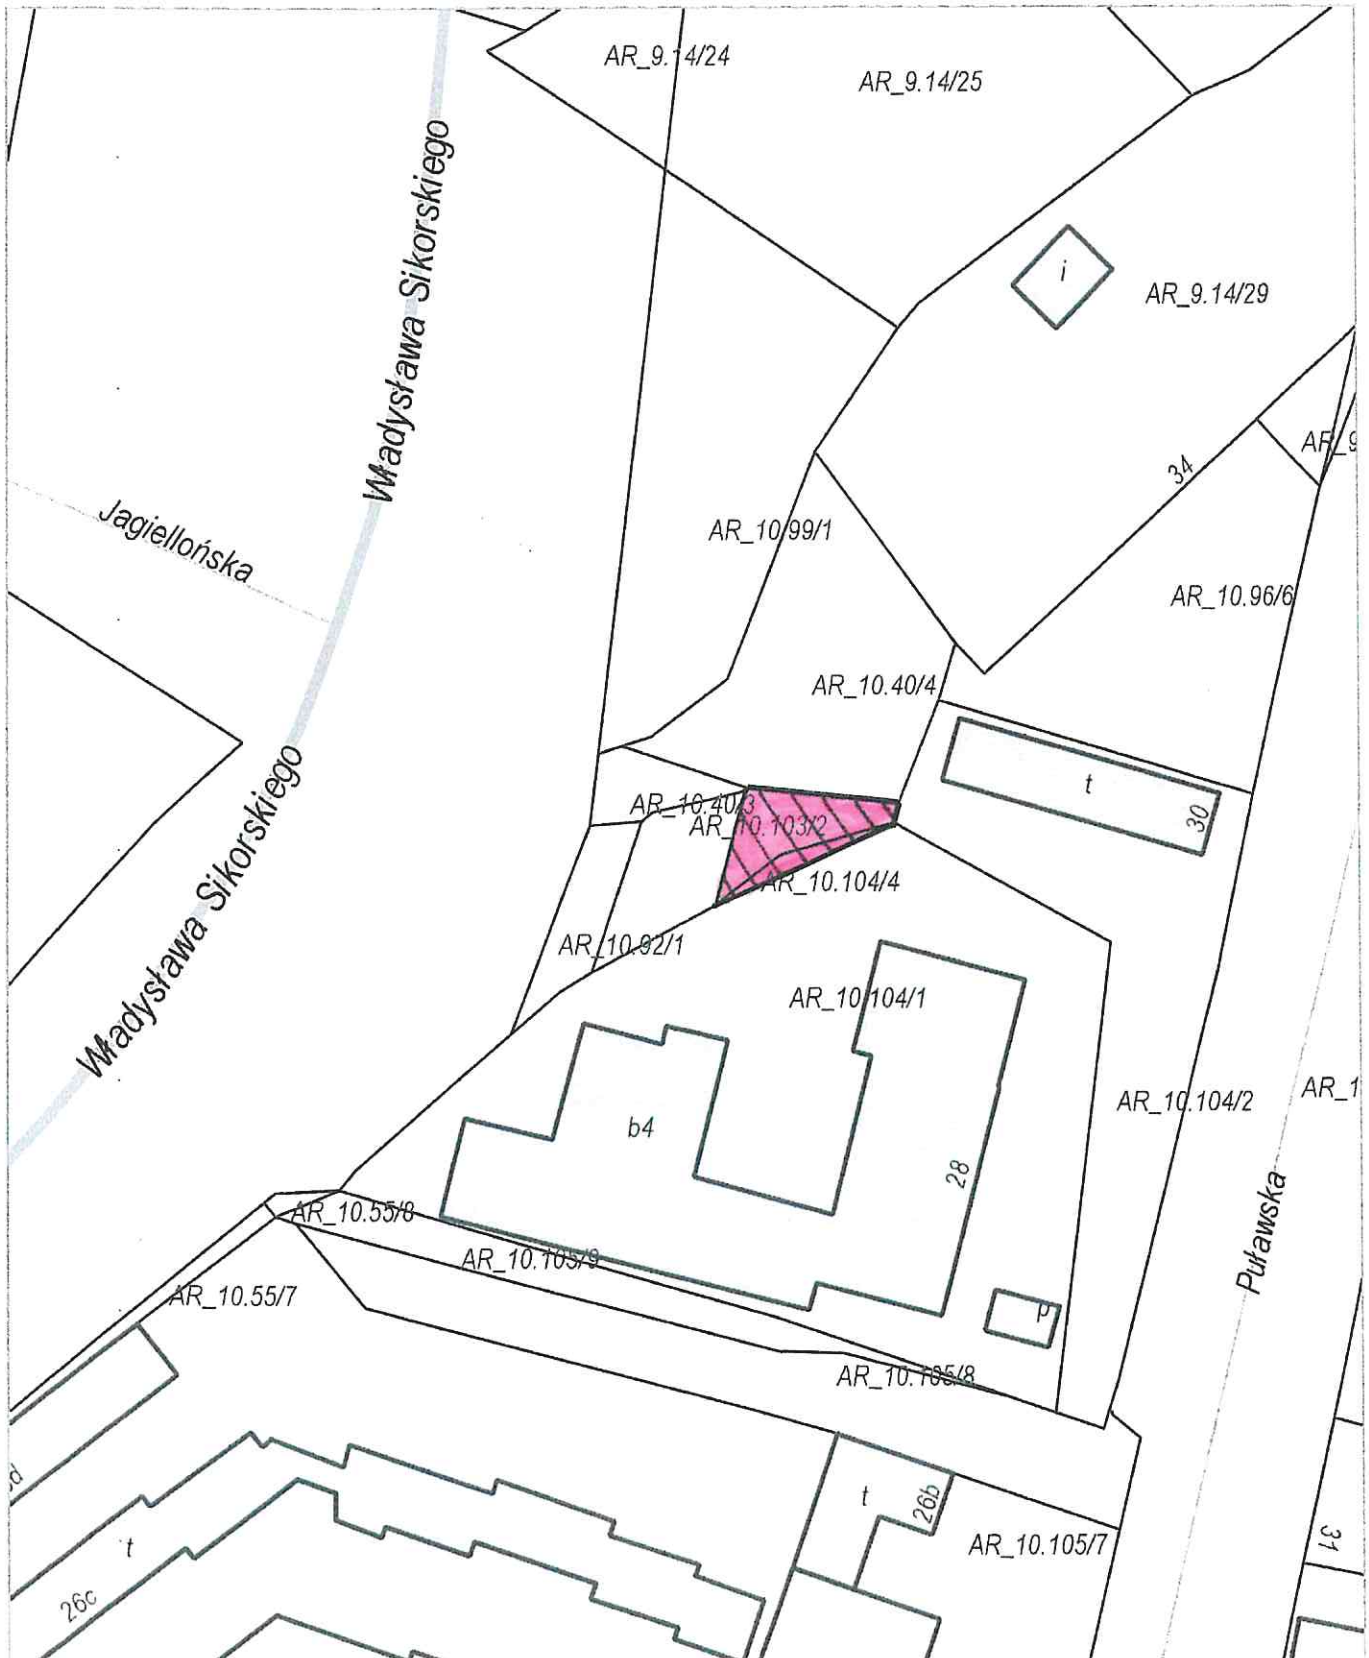 AR_9.14/24
AR_9.14/25
Władysława Sikorskiego
i
AR_9.14/29
34
AR_9
Jagiellońska
AR_10.99/1
AR_10.96/6
AR_10.40/4
t
30
AR_10.40/3
AR_10.103/2
AR_10.104/4
Władysława Sikorskiego
AR_10.92/1
AR_10.104/1
b4
AR_10.104/2
AR_1
28
Puławska
AR_10.55/8
AR_10.105/9
AR_10.55/7
p
AR_10.105/8
d
t
26b
AR_10.105/7
31
t
26c